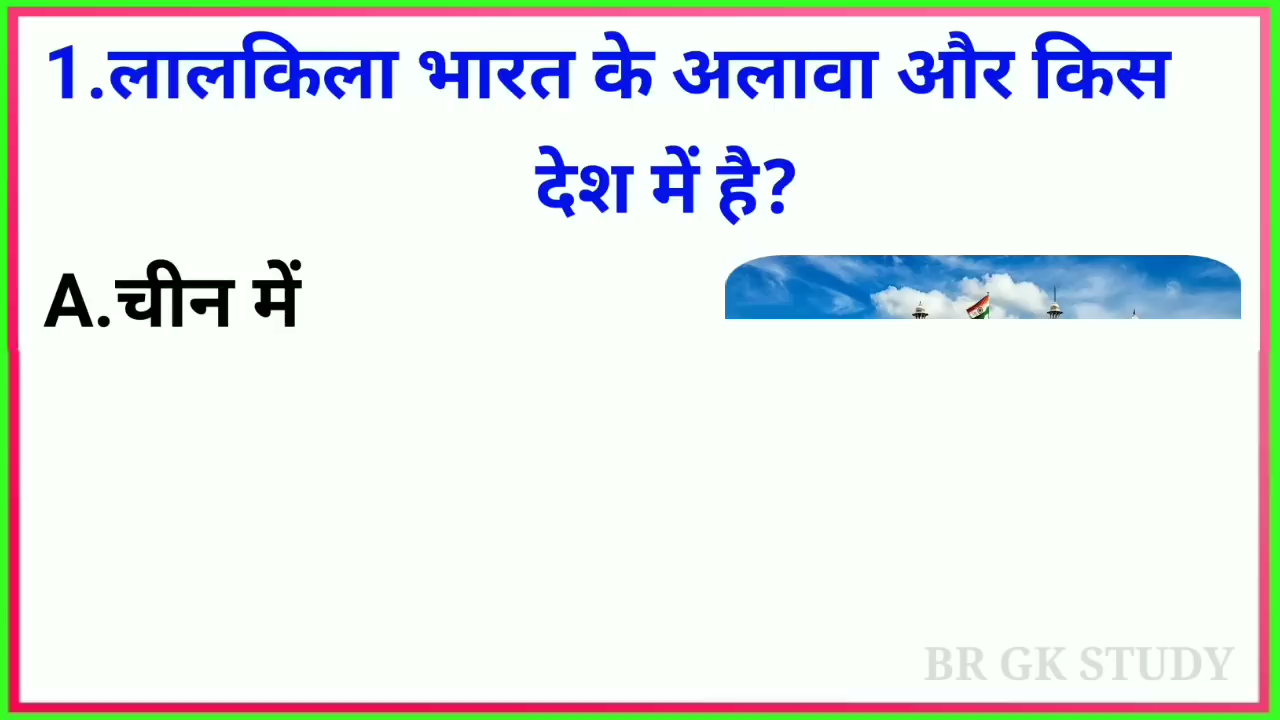 1.लालकिला भारत के अलावा और किस
देश में है?
A.चीन में
BR GK STUDY